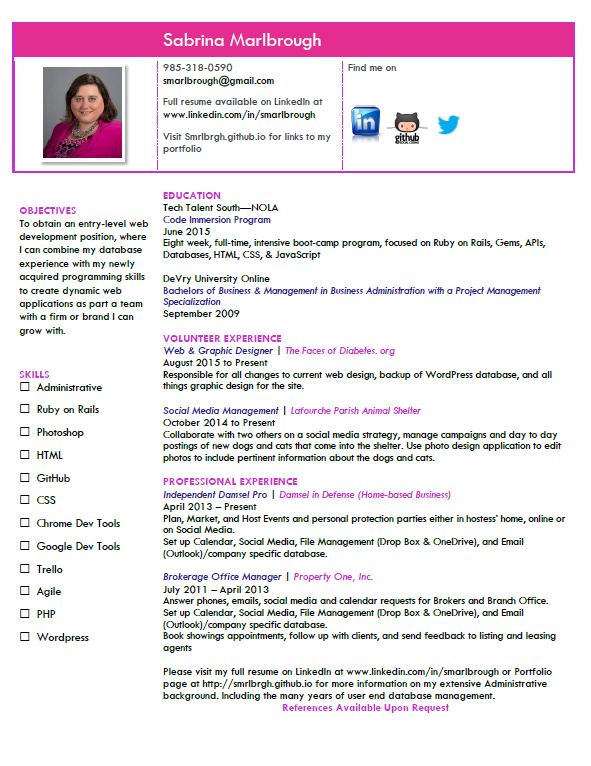 Sabrina Marlbrough
985-318-0590
smarlbrough@gmail.com
Full resume available on LinkedIn at
www.linkedin.com/in/smarlbrough
Visit Smrlbrgh.github.io for links to my
portfolio
Find me on
in
github
SOCIAL CODING
OBJECTIVES
To obtain an entry-level web
development position, where
I can combine my database
experience with my newly
acquired programming skills
to create dynamic web
applications as part a team
with a firm or brand I can
grow with.
SKILLS
Administrative
Ruby on Rails
Photoshop
HTML
GitHub
CSS
Chrome Dev Tools
Google Dev Tools
Trello
Agile
PHP
Wordpress
EDUCATION
Tech Talent South—NOLA
Code Immersion Program
June 2015
Eight week, full-time, intensive boot-camp program, focused on Ruby on Rails, Gems, APIs,
Databases, HTML, CSS, & JavaScript
DeVry University Online
Bachelors of Business & Management in Business Administration with a Project Management
Specialization
September 2009
VOLUNTEER EXPERIENCE
Web & Graphic Designer | The Faces of Diabetes. org
August 2015 to Present
Responsible for all changes to current web design, backup of WordPress database, and all
things graphic design for the site.
Social Media Management | Lafourche Parish Animal Shelter
October 2014 to Present
Collaborate with two others on a social media strategy, manage campaigns and day to day
postings of new dogs and cats that come into the shelter. Use photo design application to edit
photos to include pertinent information about the dogs and cats.
PROFESSIONAL EXPERIENCE
Independent Damsel Pro | Damsel in Defense (Home-based Business)
April 2013 – Present
Plan, Market, and Host Events and personal protection parties either in hostess' home, online or
on Social Media.
Set up Calendar, Social Media, File Management (Drop Box & OneDrive), and Email
(Outlook)/company specific database.
Brokerage Office Manager | Property One, Inc.
July 2011 – April 2013
Answer phones, emails, social media and calendar requests for Brokers and Branch Office.
Set up Calendar, Social Media, File Management (Drop Box & OneDrive), and Email
(Outlook)/company specific database.
Book showings appointments, follow up with clients, and send feedback to listing and leasing
agents
Please visit my full resume on LinkedIn at www.linkedin.com/in/smarlbrough or Portfolio
page at http://smrlbrgh.github.io for more information on my extensive Administrative
background. Including the many years of user end database management.
References Available Upon Request